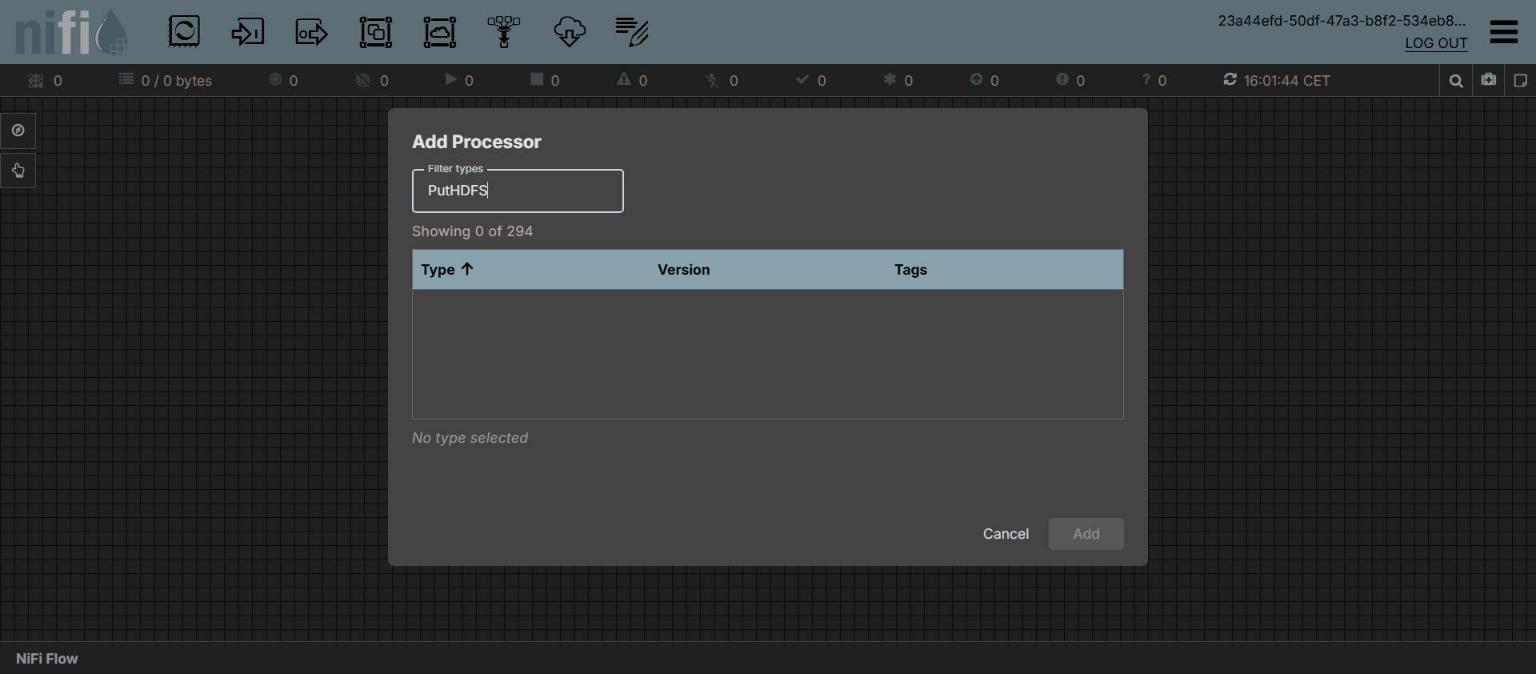 nifi
23a44efd-50df-47a3-b8f2-534eb8...
LOG OUT
0 0 / 0 bytes 0 0 0 0 0 0 0 0 0 0 0 16:01:44 CET
Add Processor
Filter types
PutHDFS
Showing 0 of 294
Type Version Tags
No type selected
Cancel Add
NiFi Flow